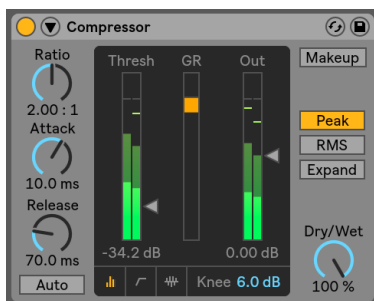 Compressor
Ratio
2.00 : 1
Attack
10.0 ms
Release
70.0 ms
Auto
Thresh GR Out
-34.2 dB 0.00 dB
Knee 6.0 dB
Makeup
Peak
RMS
Expand
Dry/Wet
100 %